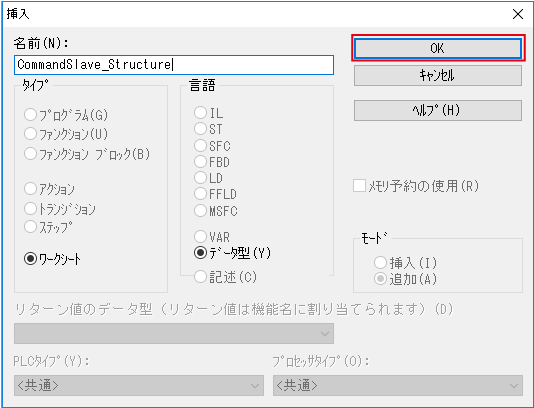 挿入
名前(N):
CommandSlave_Structure
OK
ｷｬﾝｾﾙ
ﾍﾙﾌﾟ(H)
ﾀｲﾌﾟ
ﾌﾟﾛｸﾞﾗﾑ(G)
ﾌｧﾝｸｼｮﾝ(U)
ﾌｧﾝｸｼｮﾝ ﾌﾞﾛｯｸ(B)
ｱｸｼｮﾝ
ﾄﾗﾝｼﾞｼｮﾝ
ｽﾃｯﾌﾟ
ﾜｰｸｼｰﾄ
言語
IL
ST
SFC
FBD
LD
FFLD
MSFC
VAR
ﾃﾞｰﾀ型(Y)
記述(C)
ﾒﾓﾘ予約の使用(R)
ﾓｰﾄﾞ
挿入(I)
追加(A)
リターン値のデータ型 (リターン値は機能名に割り当てられます) (D)
PLCﾀｲﾌﾟ(Y):
<共通>
ﾌﾟﾛｾｯｻﾀｲﾌﾟ(O):
<共通>